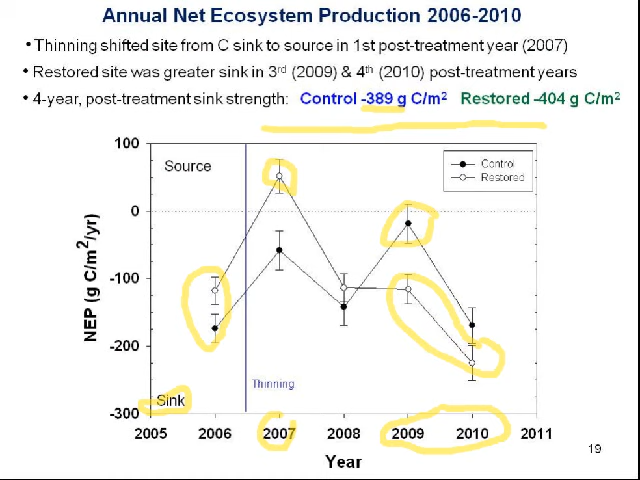 Annual Net Ecosystem Production 2006-2010
• Thinning shifted site from C sink to source in 1st post-treatment year (2007)
• Restored site was greater sink in 3rd (2009) & 4th (2010) post-treatment years
• 4-year, post-treatment sink strength: Control -389 g C/m2 Restored -404 g C/m2
100
Source
Control
Restored
0
NEP (g C/m2/yr)
-100
-200
Thinning
Sink
-300
2005 2006 2007 2008 2009 2010 2011
19
Year